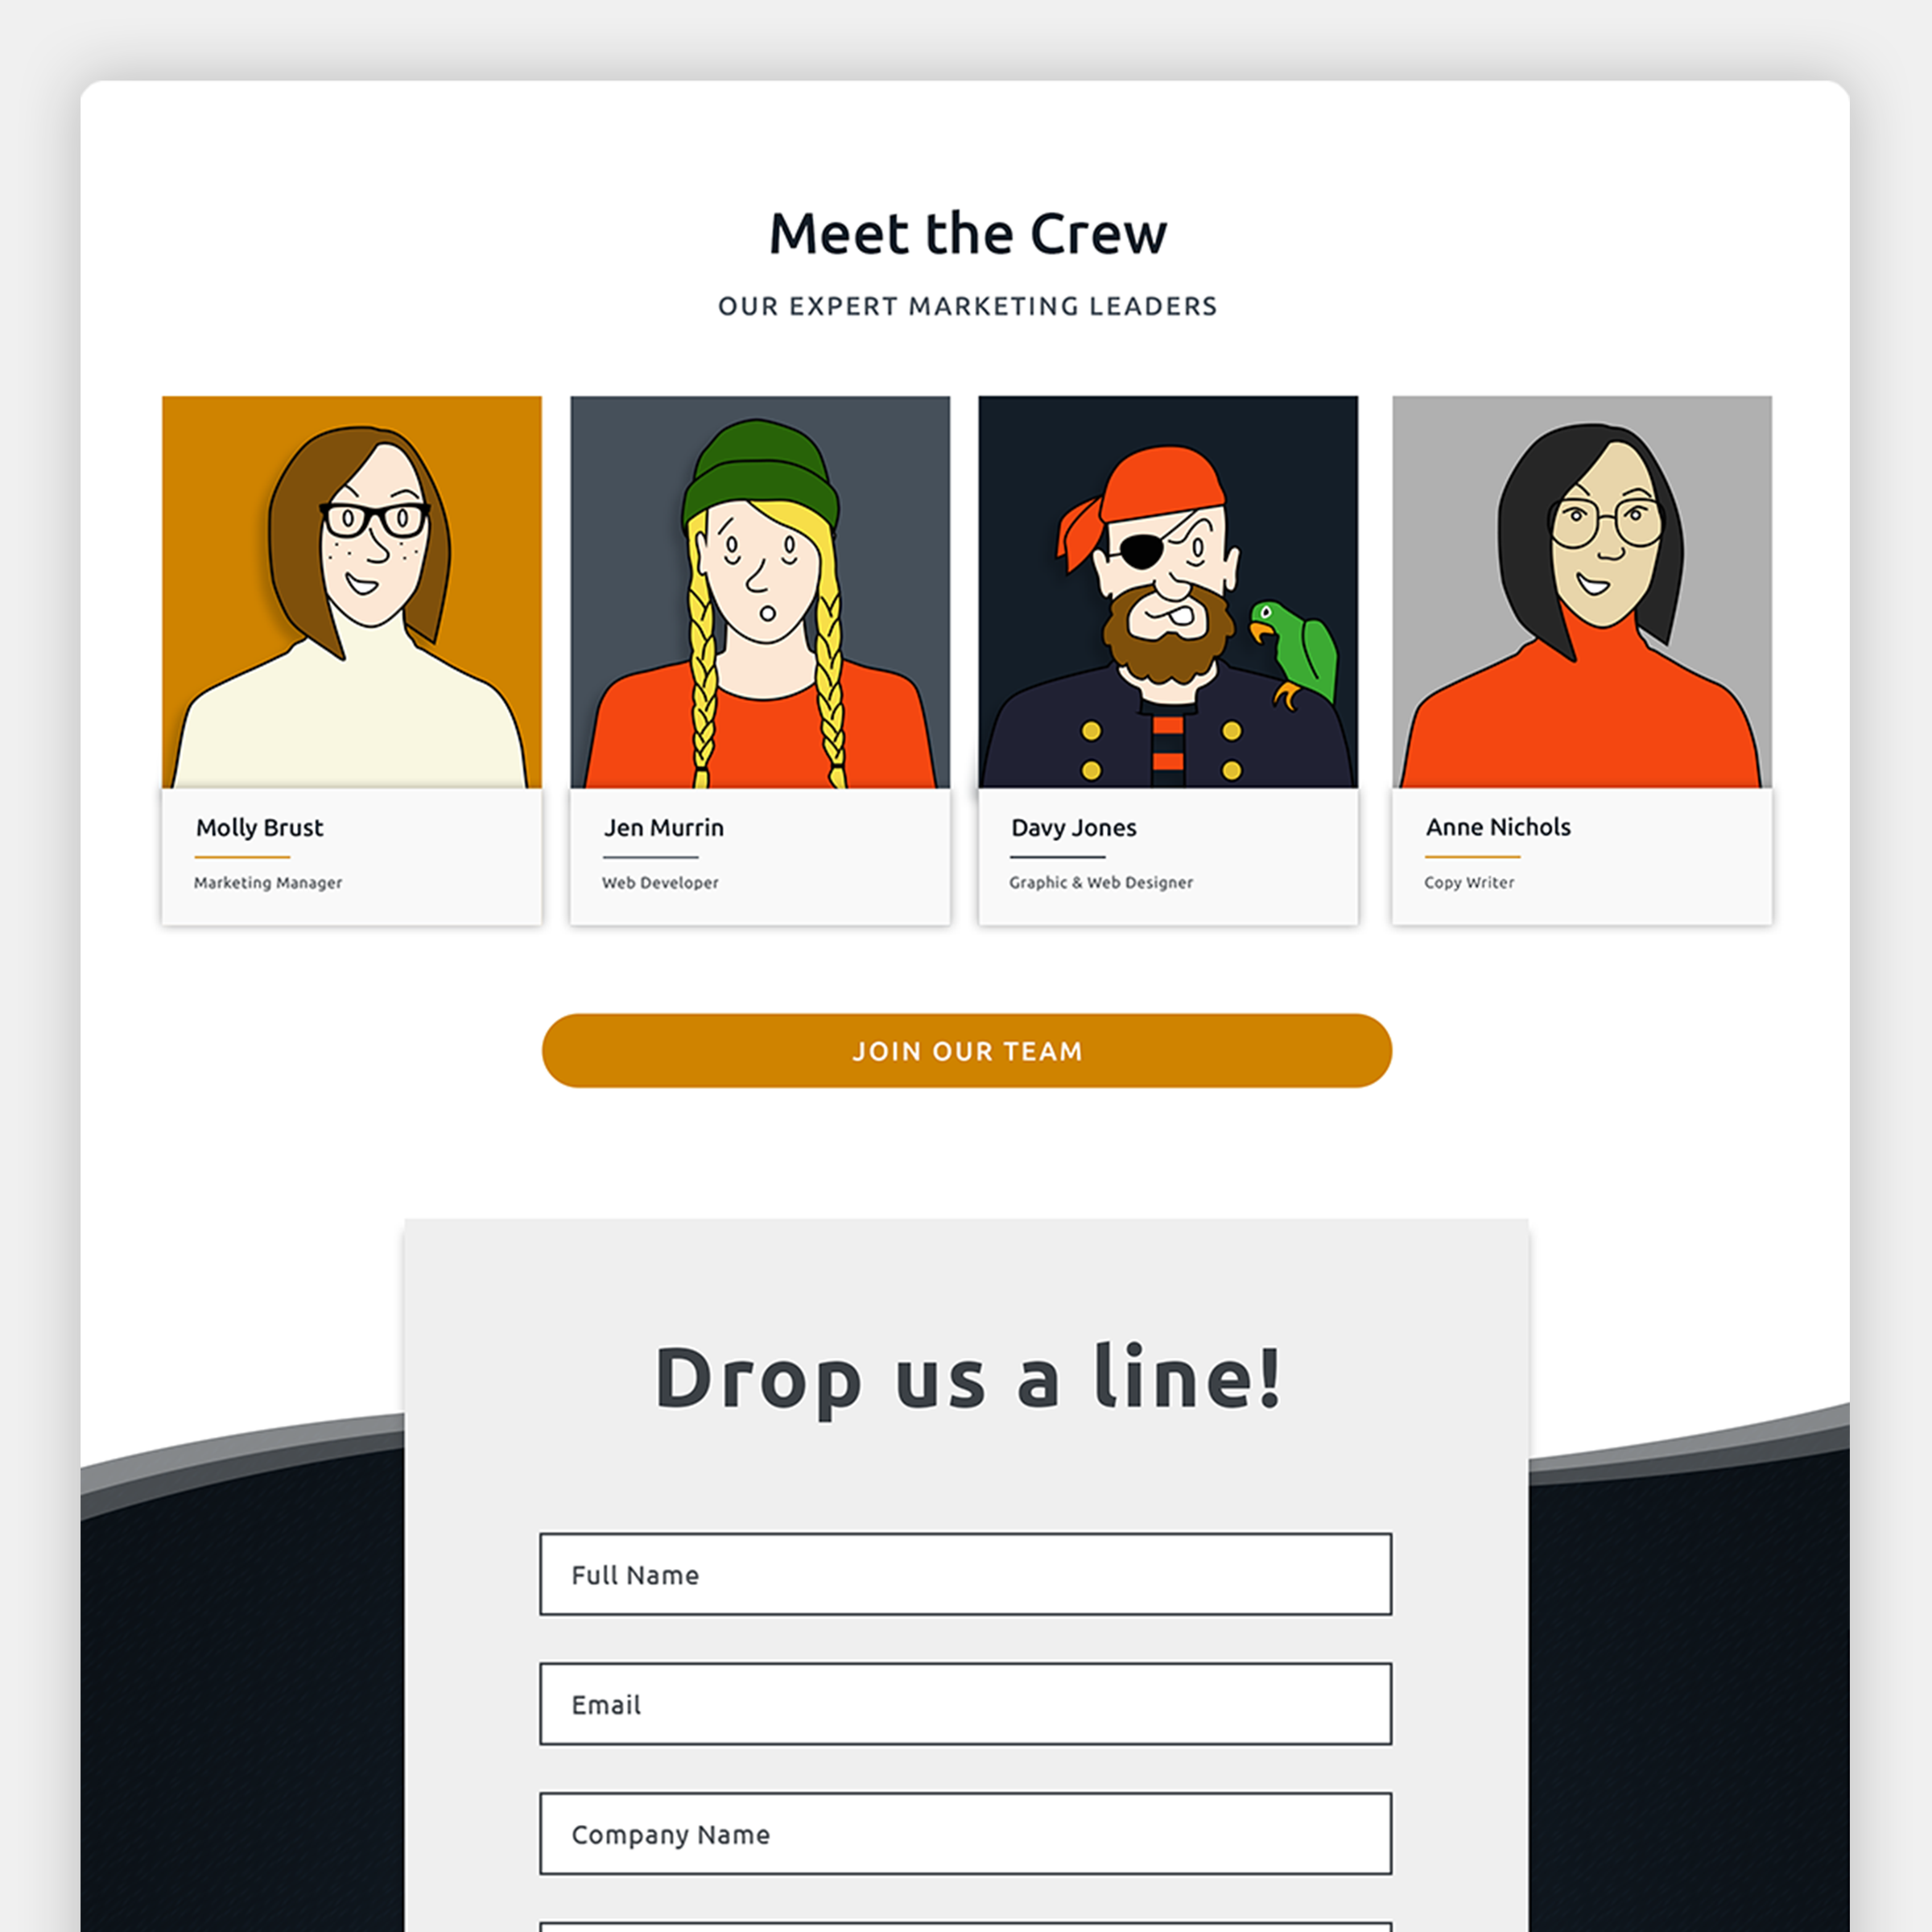 Meet the Crew
OUR EXPERT MARKETING LEADERS
Molly Brust
Marketing Manager
Jen Murrin
Web Developer
Davy Jones
Graphic & Web Designer
Anne Nichols
Copy Writer
JOIN OUR TEAM
Drop us a line!
Full Name
Email
Company Name